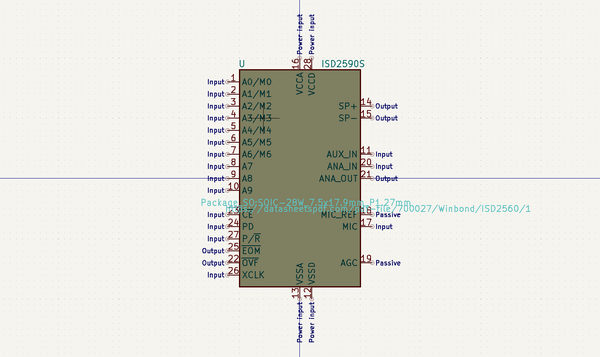 Power input
Power input
16
28
U
ISD2590S
VCCA
VCCD
Input 1 A0/M0
Input 2 A1/M1
Input 3 A2/M2
Input 4 A3/M3
Input 5 A4/M4
Input 6 A5/M5
Input 7 A6/M6
Input 8 A7
Input 9 A8
Input 10 A9
SP+ 14 Output
SP- 15 Output
AUX_IN 11 Input
ANA_IN 20 Input
ANA_OUT 21 Output
Package_SO:SOIC-28W_7.5x17.9mm_P1.27mm
/700027/Winbond/ISD2560/1
Input 23 CE
MIC_REF 18 Passive
Input 24 PD
MIC 17 Input
Input 27 P/R
Output 25 EOM
Output 22 OVF
AGC 19 Passive
Input 26 XCLK
VSSA
VSSD
13
12
Power input
Power input